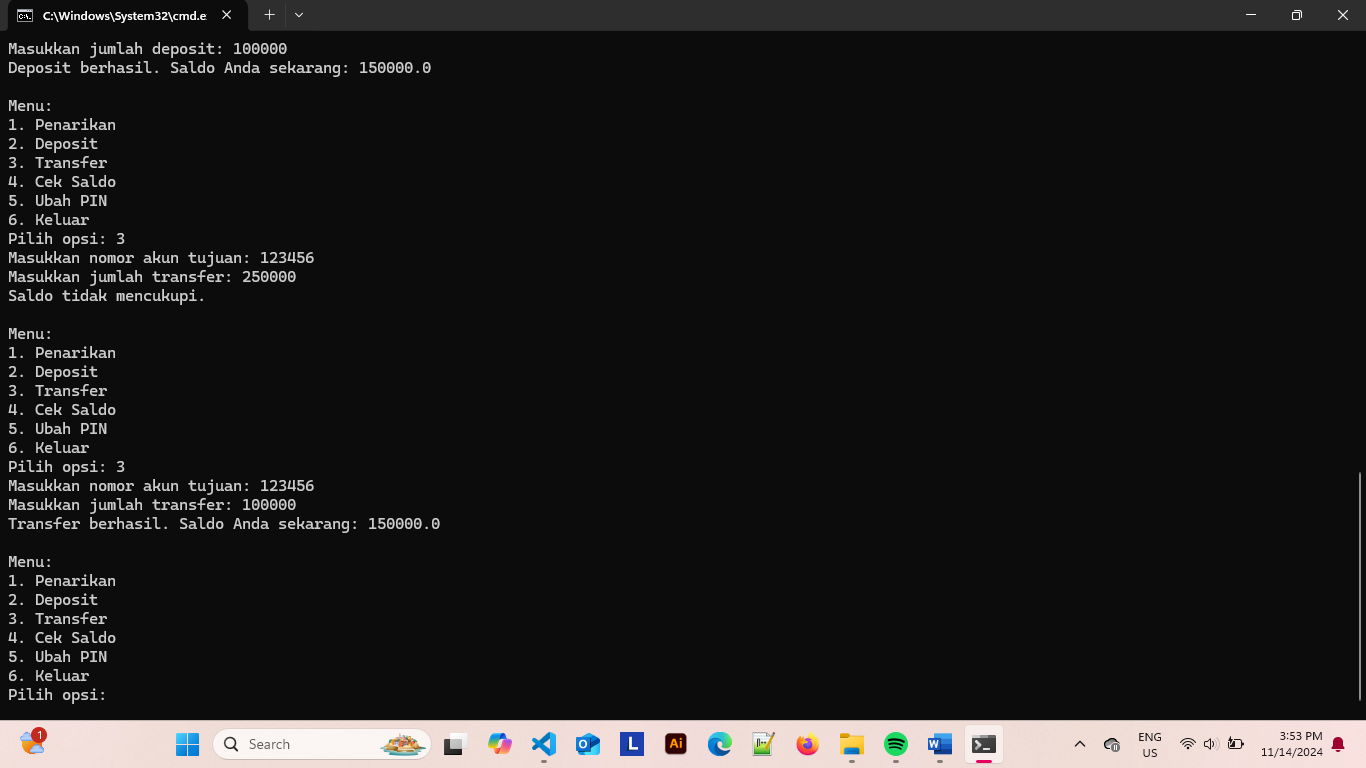 C:\Windows\System32\cmd.e
Masukkan jumlah deposit: 100000
Deposit berhasil. Saldo Anda sekarang: 150000.0
Menu:
1. Penarikan
2. Deposit
3. Transfer
4. Cek Saldo
5. Ubah PIN
6. Keluar
Pilih opsi: 3
Masukkan nomor akun tujuan: 123456
Masukkan jumlah transfer: 250000
Saldo tidak mencukupi.
Menu:
1. Penarikan
2. Deposit
3. Transfer
4. Cek Saldo
5. Ubah PIN
6. Keluar
Pilih opsi: 3
Masukkan nomor akun tujuan: 123456
Masukkan jumlah transfer: 100000
Transfer berhasil. Saldo Anda sekarang: 150000.0
Menu:
1. Penarikan
2. Deposit
3. Transfer
4. Cek Saldo
5. Ubah PIN
6. Keluar
Pilih opsi:
1
Search
L
Ai
ENG
US
3:53 PM
11/14/2024